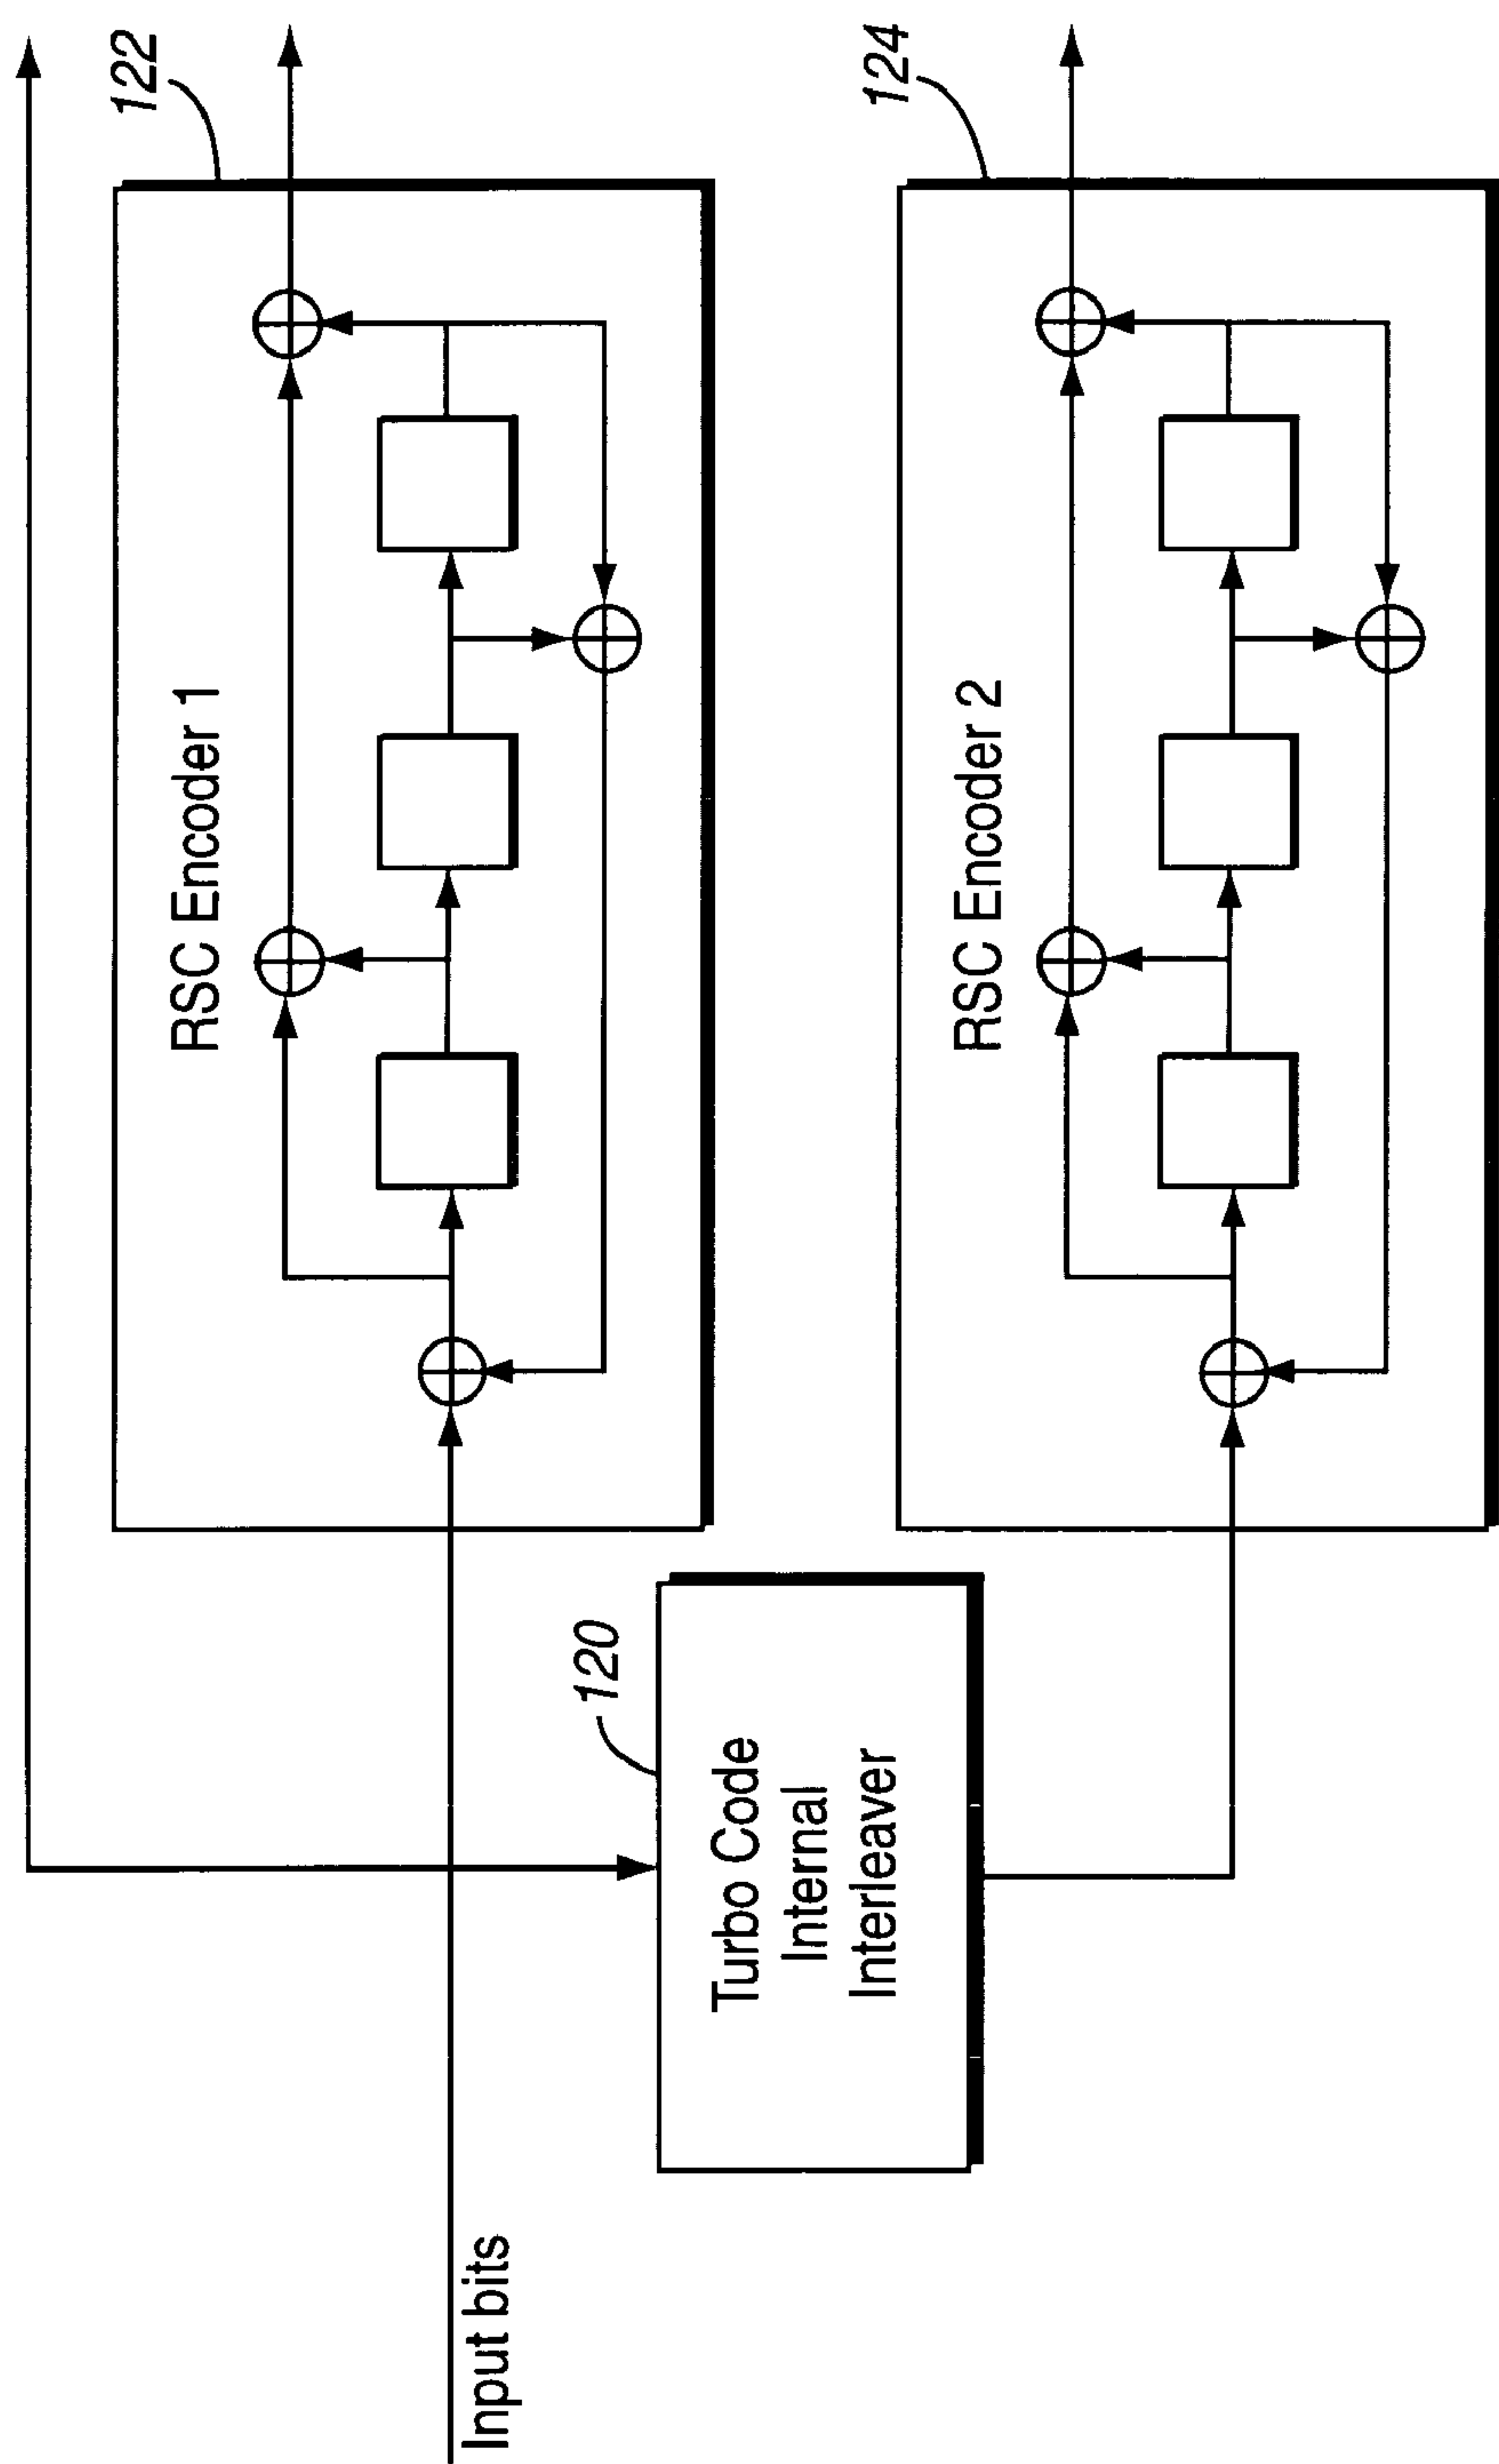 122
RSC Encoder 1
Input bits
120
Turbo Code
Internal
Interleaver
124
RSC Encoder 2